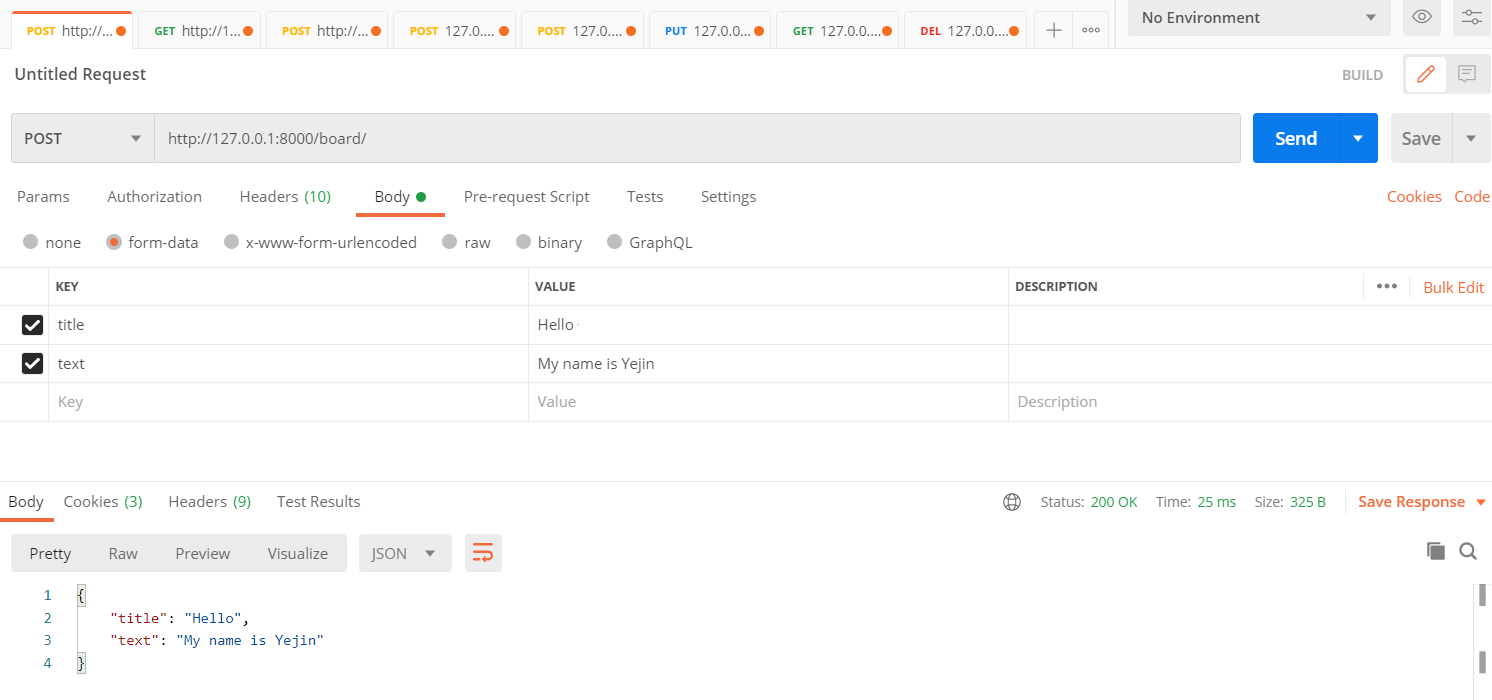 POST http://... GET http://1... POST http://... POST 127.0.... POST 127.0.... PUT 127.0.0... GET 127.0.0.... DEL 127.0.0.... No Environment
Untitled Request BUILD
POST http://127.0.0.1:8000/board/ Send Save
Params Authorization Headers (10) Body Pre-request Script Tests Settings Cookies Code
none form-data x-www-form-urlencoded raw binary GraphQL
KEY VALUE DESCRIPTION Bulk Edit
title Hello
text My name is Yejin
Key Value Description
Body Cookies (3) Headers (9) Test Results Status: 200 OK Time: 25 ms Size: 325 B Save Response
Pretty Raw Preview Visualize JSON
1 {
2 "title": "Hello",
3 "text": "My name is Yejin"
4 }